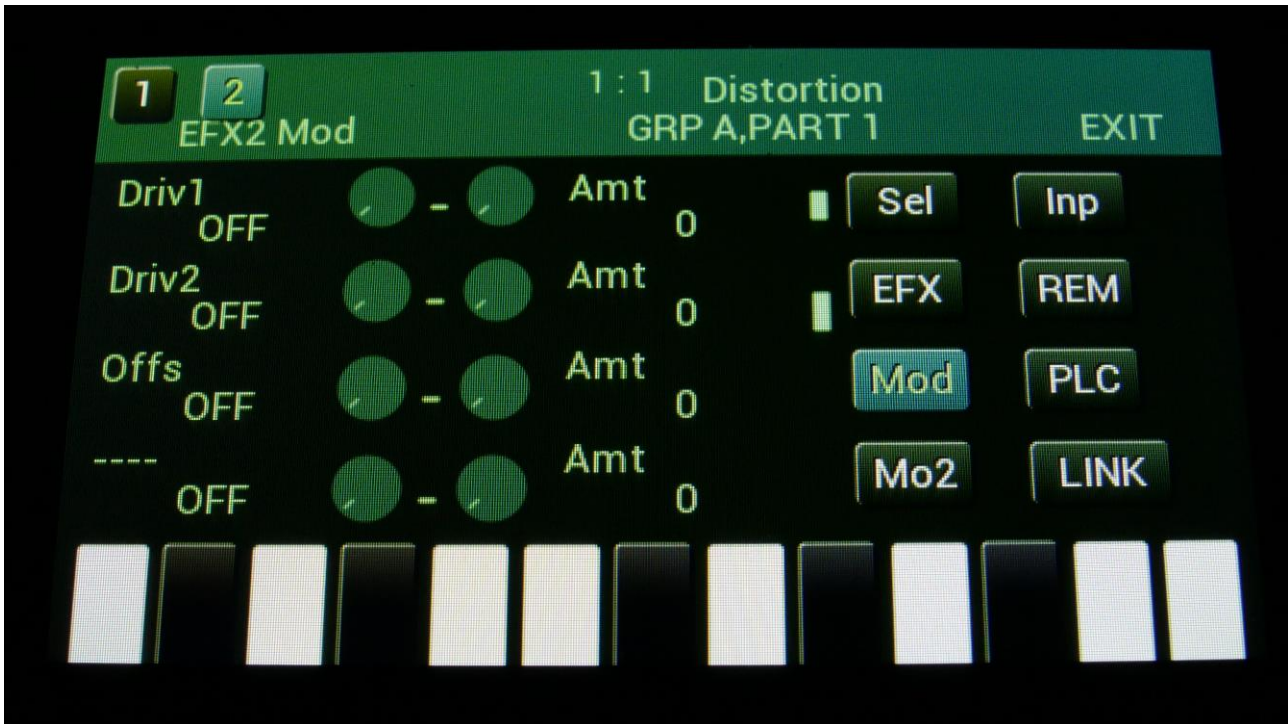 1 2 1 : 1 Distortion
EFX2 Mod GRP A,PART 1 EXIT
Driv1 - Amt Sel Inp
OFF 0
Driv2 - Amt EFX REM
OFF 0
Offs - Amt Mod PLC
OFF 0
---- - Amt Mo2 LINK
OFF 0